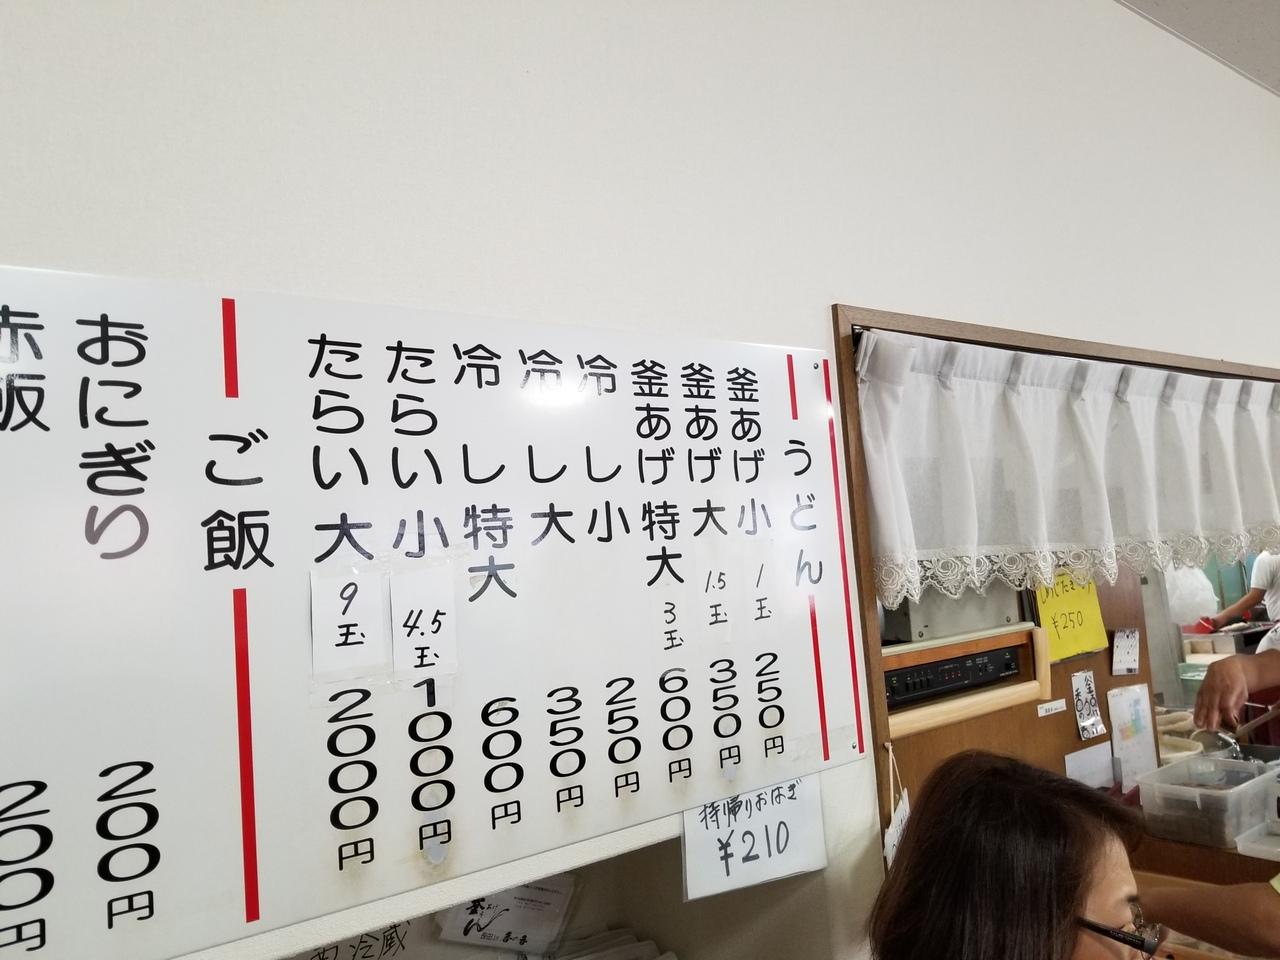 うどん
釜あげ小 1玉 250円
釜あげ大 1.5玉 350円
釜あげ特大 3玉 600円
冷し小 250円
冷し大 350円
冷し特大 600円
たらい小 4.5玉 1000円
たらい大 9玉 2000円
ご飯
おにぎり 200円
赤飯 200円
持帰りおはぎ
¥210
¥250
冷蔵